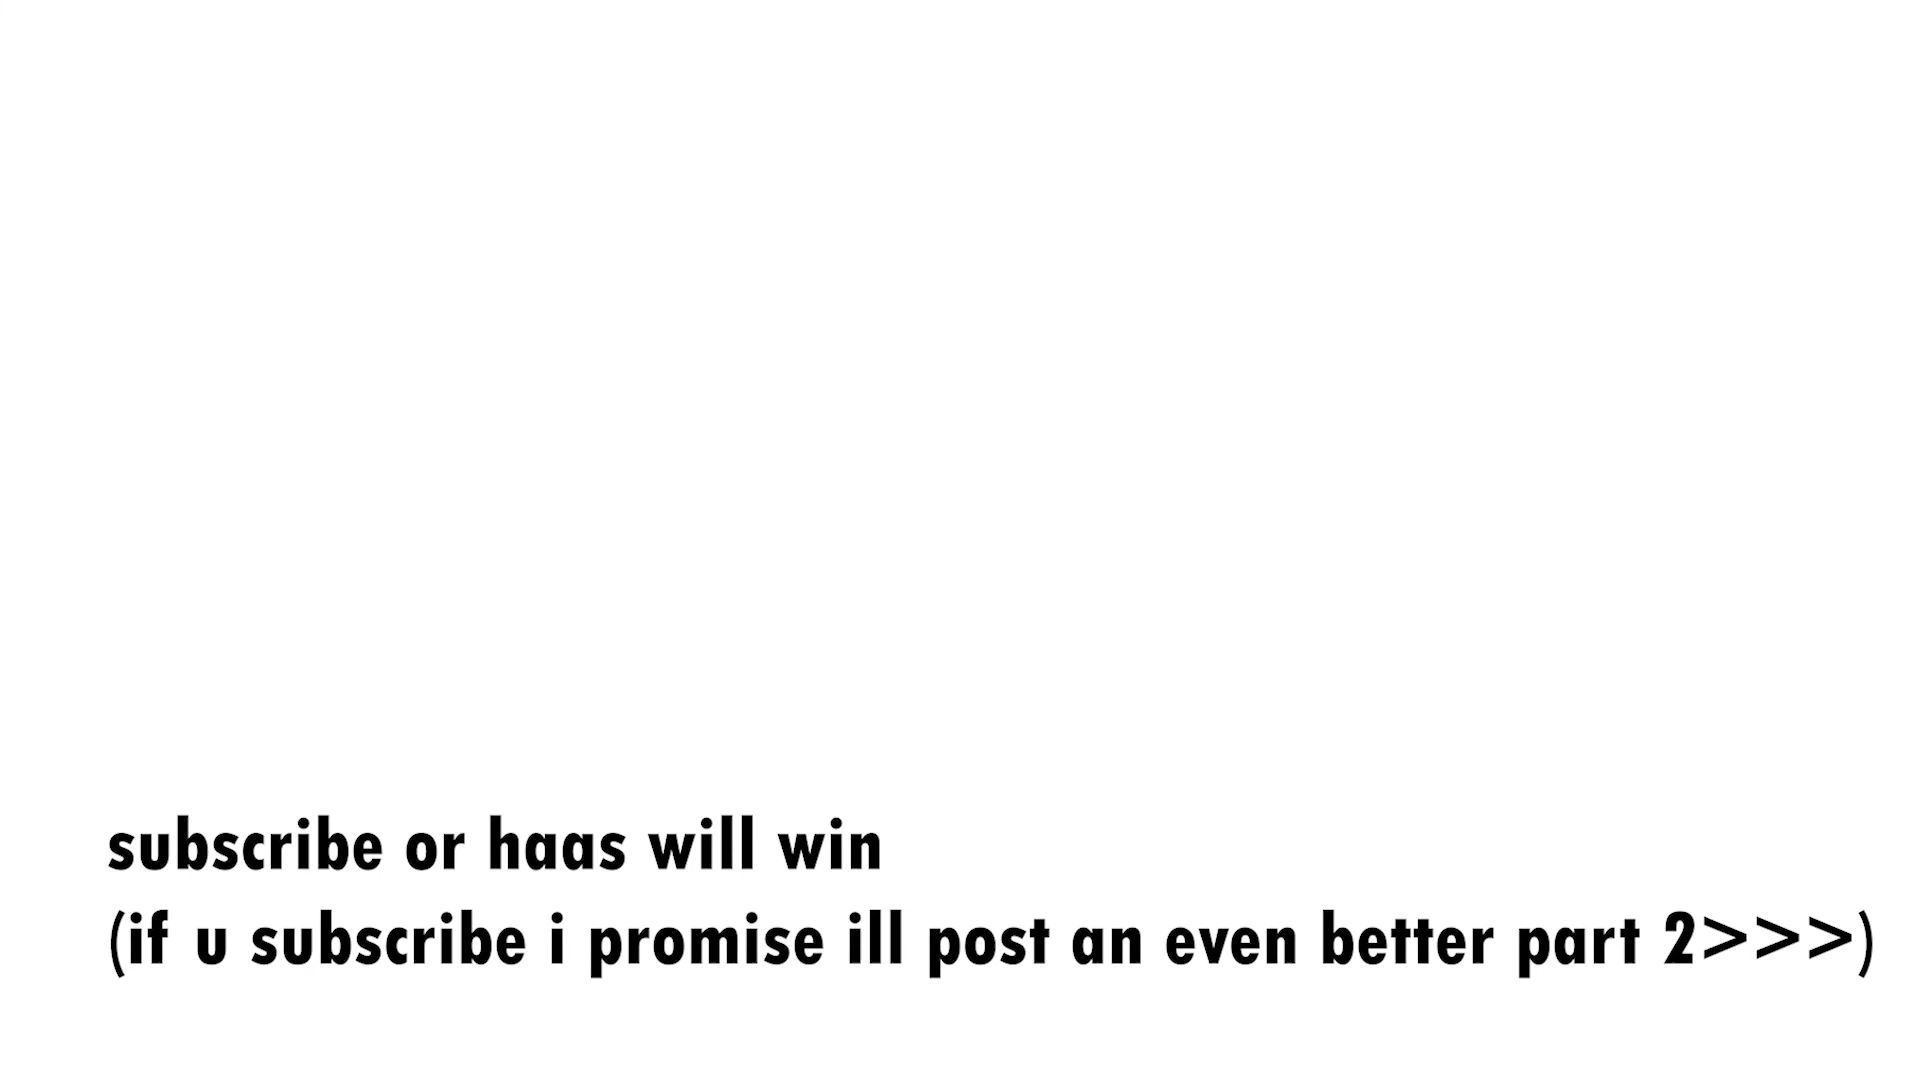 subscribe or haas will win
(if u subscribe i promise ill post an even better part 2>>>)